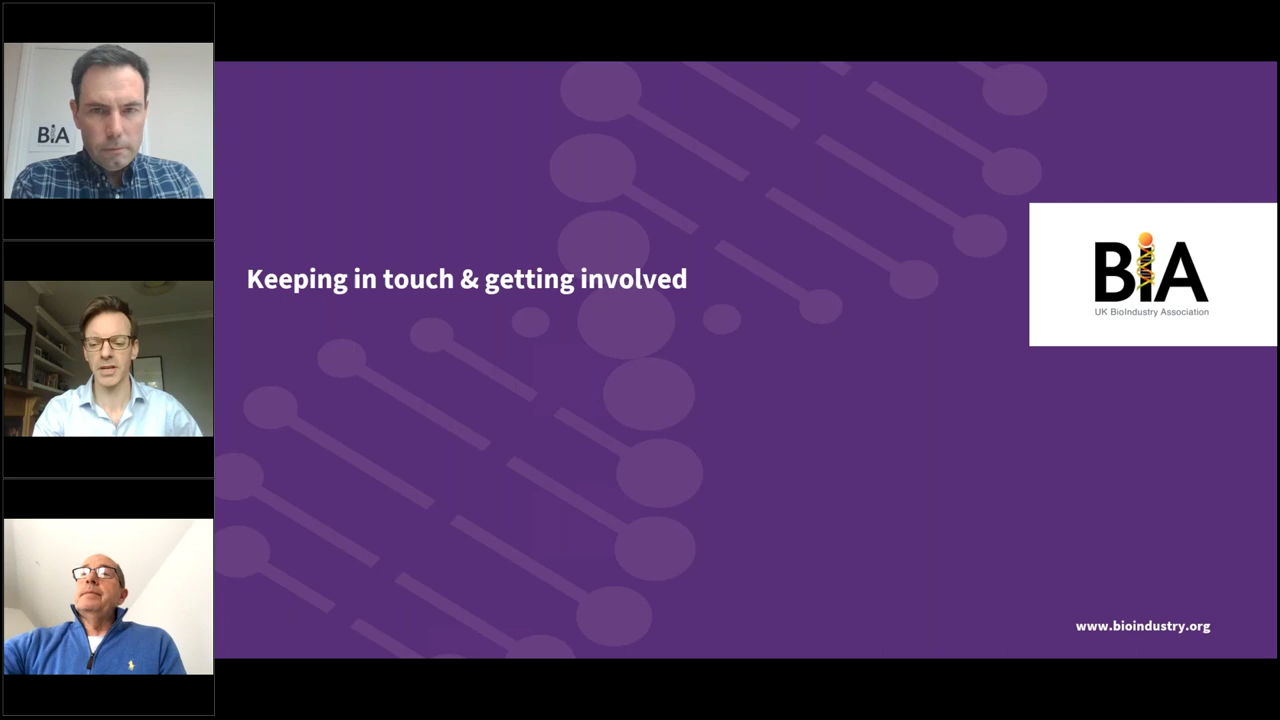 BiA
Keeping in touch & getting involved
BiA
UK BioIndustry Association
www.bioindustry.org